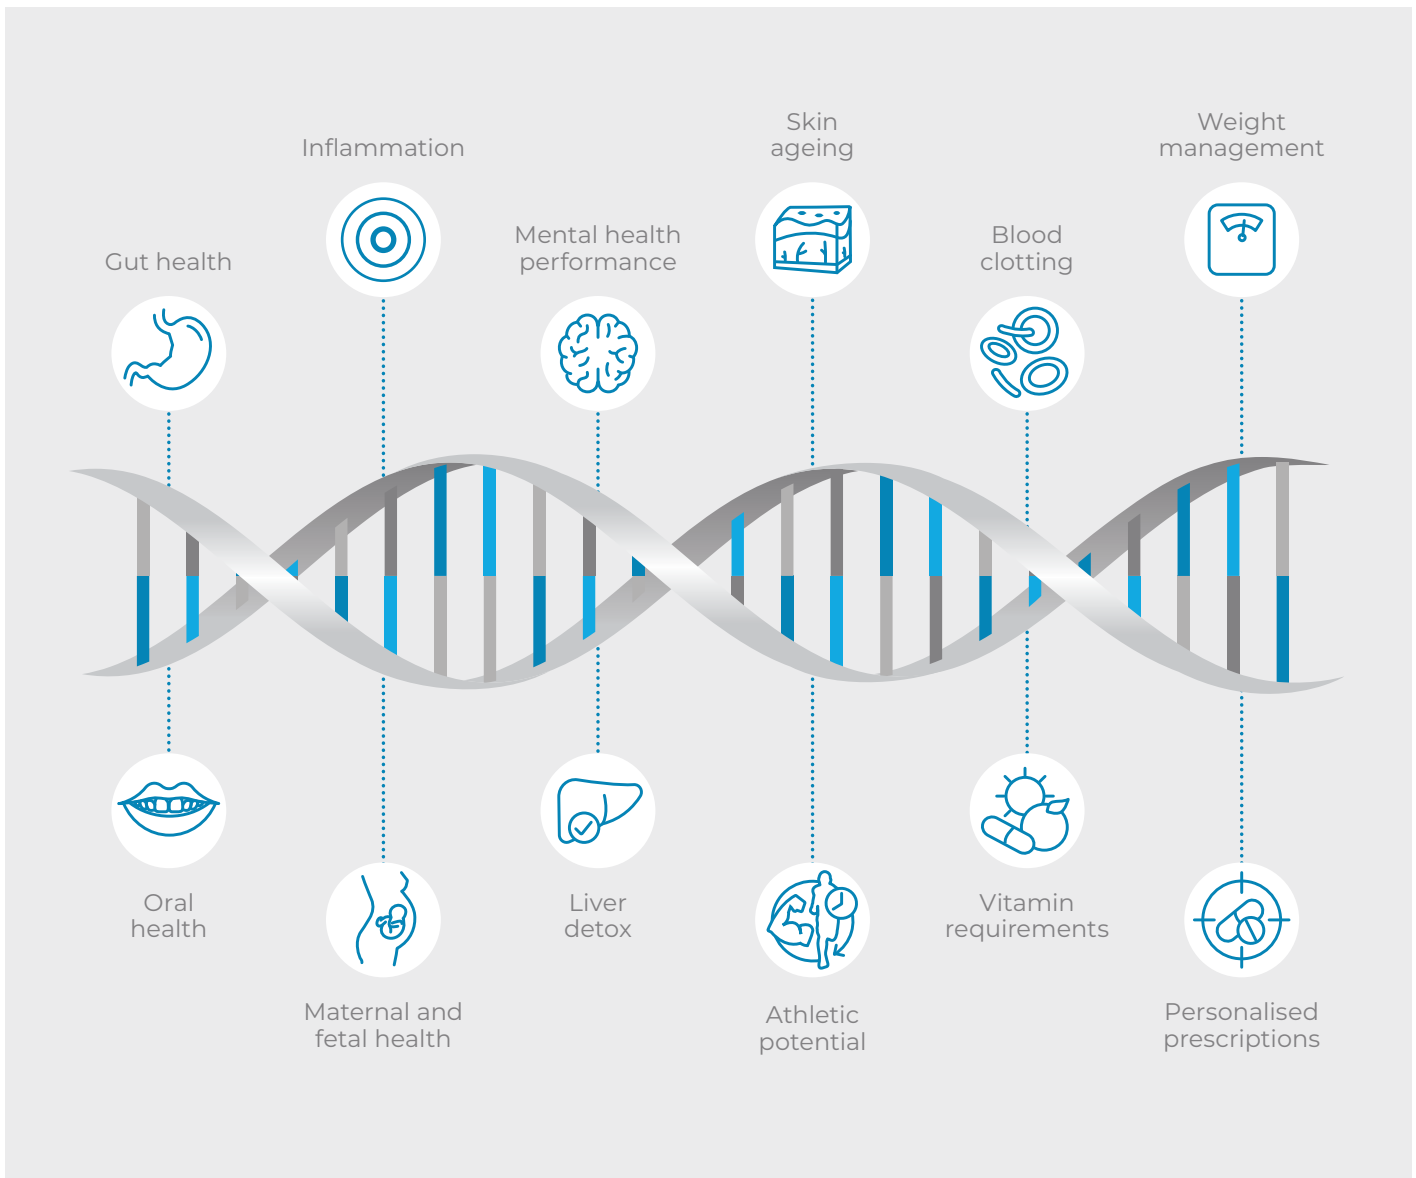 Gut health
Inflammation
Mental health
performance
Skin
ageing
Blood
clotting
Weight
management
Oral
health
Maternal and
fetal health
Liver
detox
Athletic
potential
Vitamin
requirements
Personalised
prescriptions